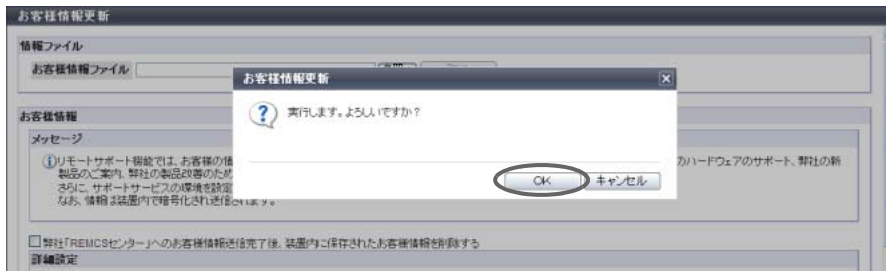 お客様情報更新
情報ファイル
お客様情報ファイル
お客様情報更新
実行します。よろしいですか？
OK
キャンセル
お客様情報
メッセージ
リモートサポート機能では、お客様の情
のハードウェアのサポート、弊社の新
製品のご案内、弊社の製品改善のため
さらに、サポートサービスの環境を設定
なお、情報は装置内で暗号化され送信されます。
弊社「REMCSセンター」へのお客様情報送信完了後、装置内に保存されたお客様情報を削除する
詳細設定